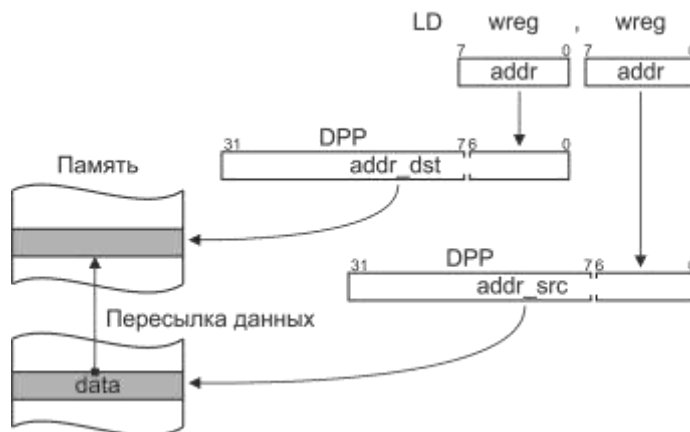 LD wreg , wreg
7 0 7 0
addr addr
31 DPP 7 6 0
addr_dst
Память
31 DPP 7 6
addr_src
Пересылка данных
data